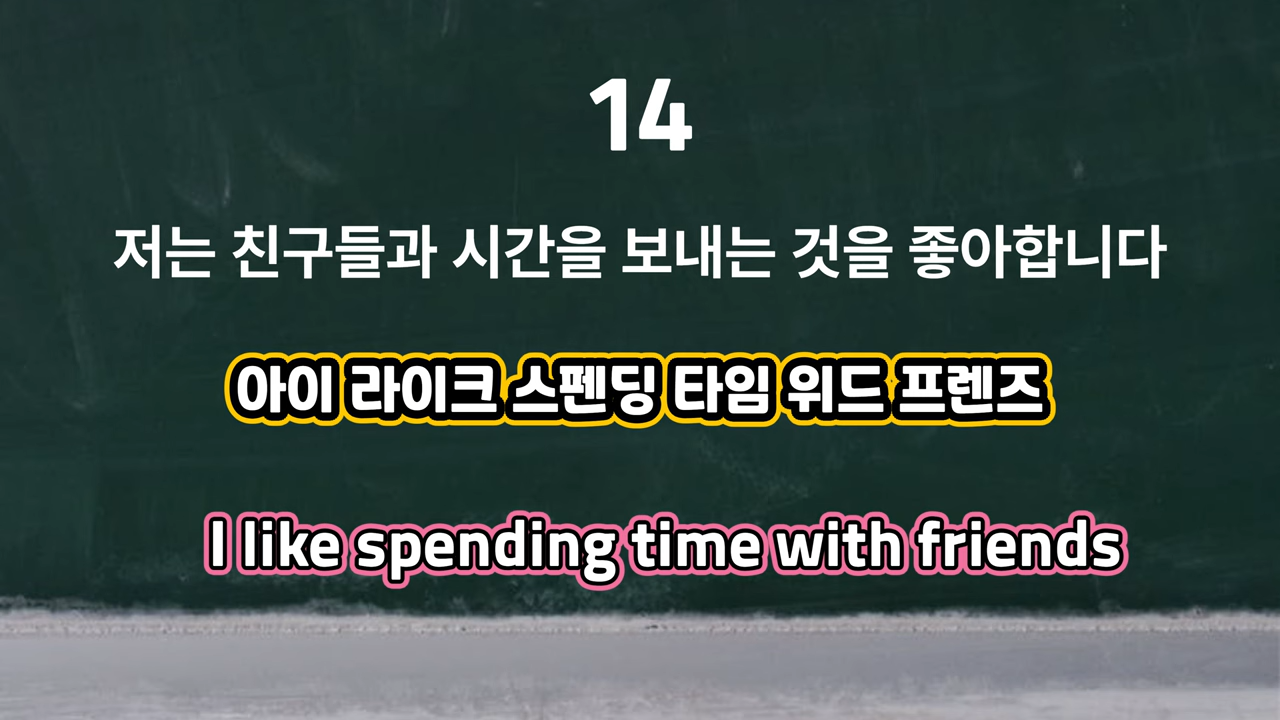 14
저는 친구들과 시간을 보내는 것을 좋아합니다
아이 라이크 스펜딩 타임 위드 프렌즈
I like spending time with friends